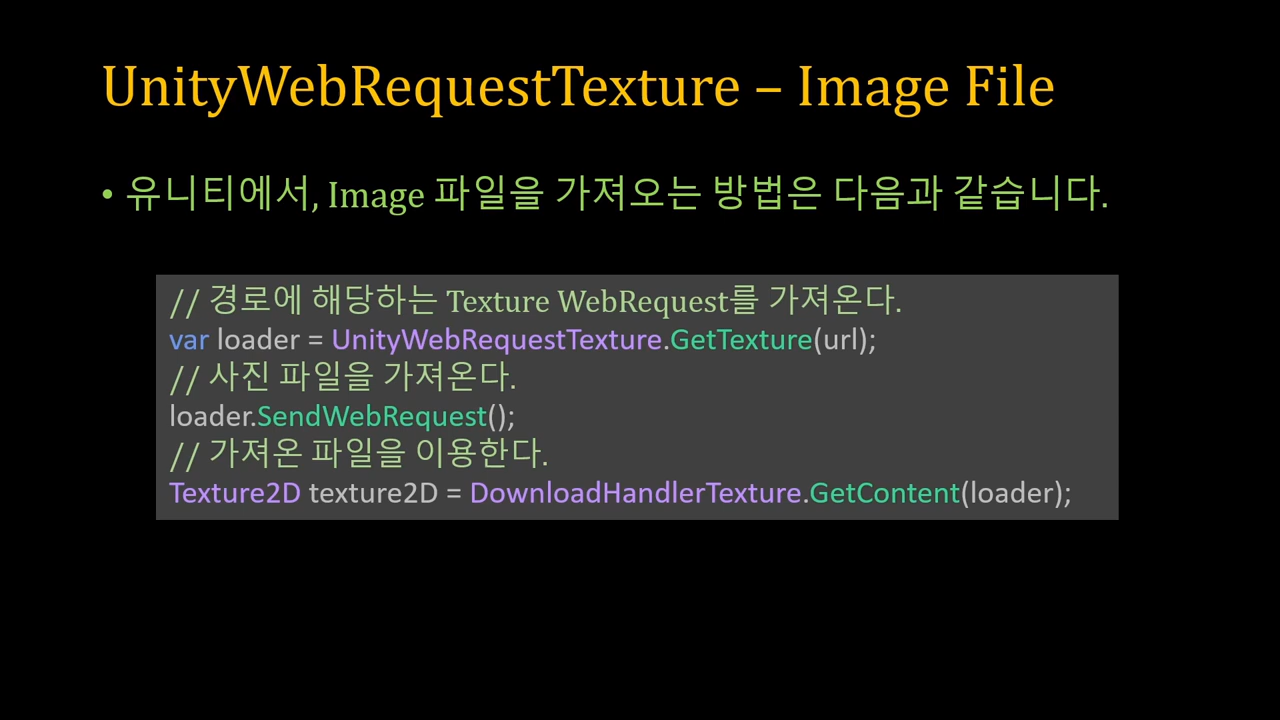 UnityWebRequestTexture – Image File
• 유니티에서, Image 파일을 가져오는 방법은 다음과 같습니다.
// 경로에 해당하는 Texture WebRequest를 가져온다.
var loader = UnityWebRequestTexture.GetTexture(url);
// 사진 파일을 가져온다.
loader.SendWebRequest();
// 가져온 파일을 이용한다.
Texture2D texture2D = DownloadHandlerTexture.GetContent(loader);